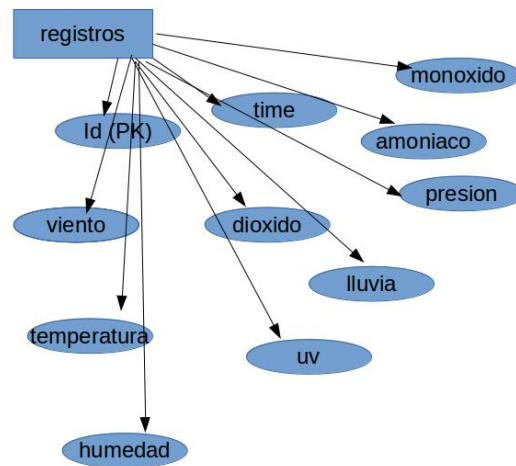 registros
monoxido
time
Id (PK)
amoniaco
presion
viento
dioxido
lluvia
temperatura
uv
humedad